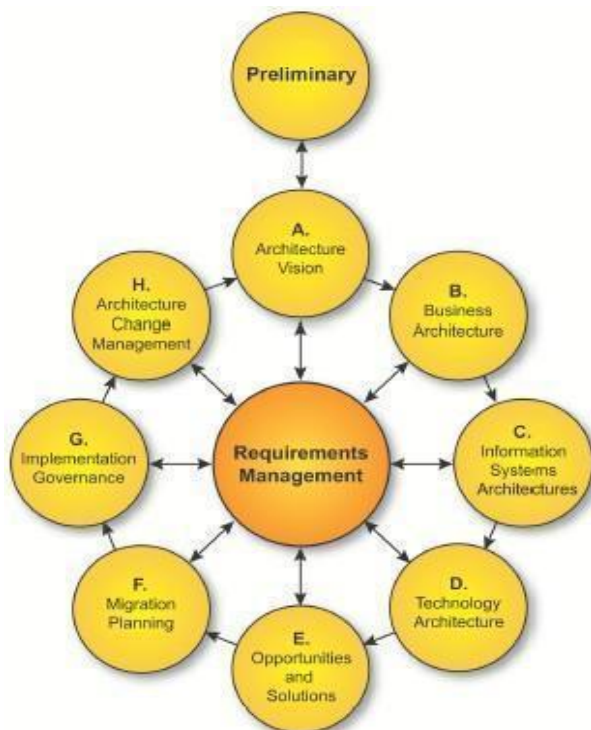 Preliminary
A.
Architecture
Vision
B.
Business
Architecture
C.
Information
Systems
Architectures
D.
Technology
Architecture
E.
Opportunities
and
Solutions
F.
Migration
Planning
G.
Implementation
Governance
H.
Architecture
Change
Management
Requirements
Management